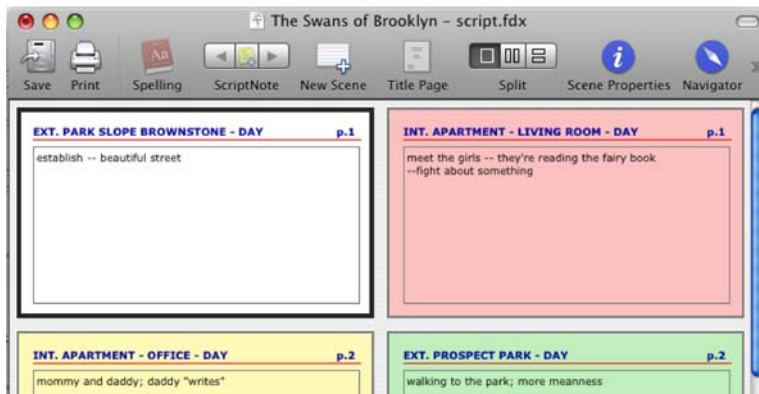 The Swans of Brooklyn – script.fdx
Save Print Spelling ScriptNote New Scene Title Page Split Scene Properties Navigator
EXT. PARK SLOPE BROWNSTONE - DAY p.1
establish -- beautiful street
INT. APARTMENT - LIVING ROOM - DAY p.1
meet the girls -- they're reading the fairy book
--fight about something
INT. APARTMENT - OFFICE - DAY p.2
mommy and daddy; daddy "writes"
EXT. PROSPECT PARK - DAY p.2
walking to the park; more meanness